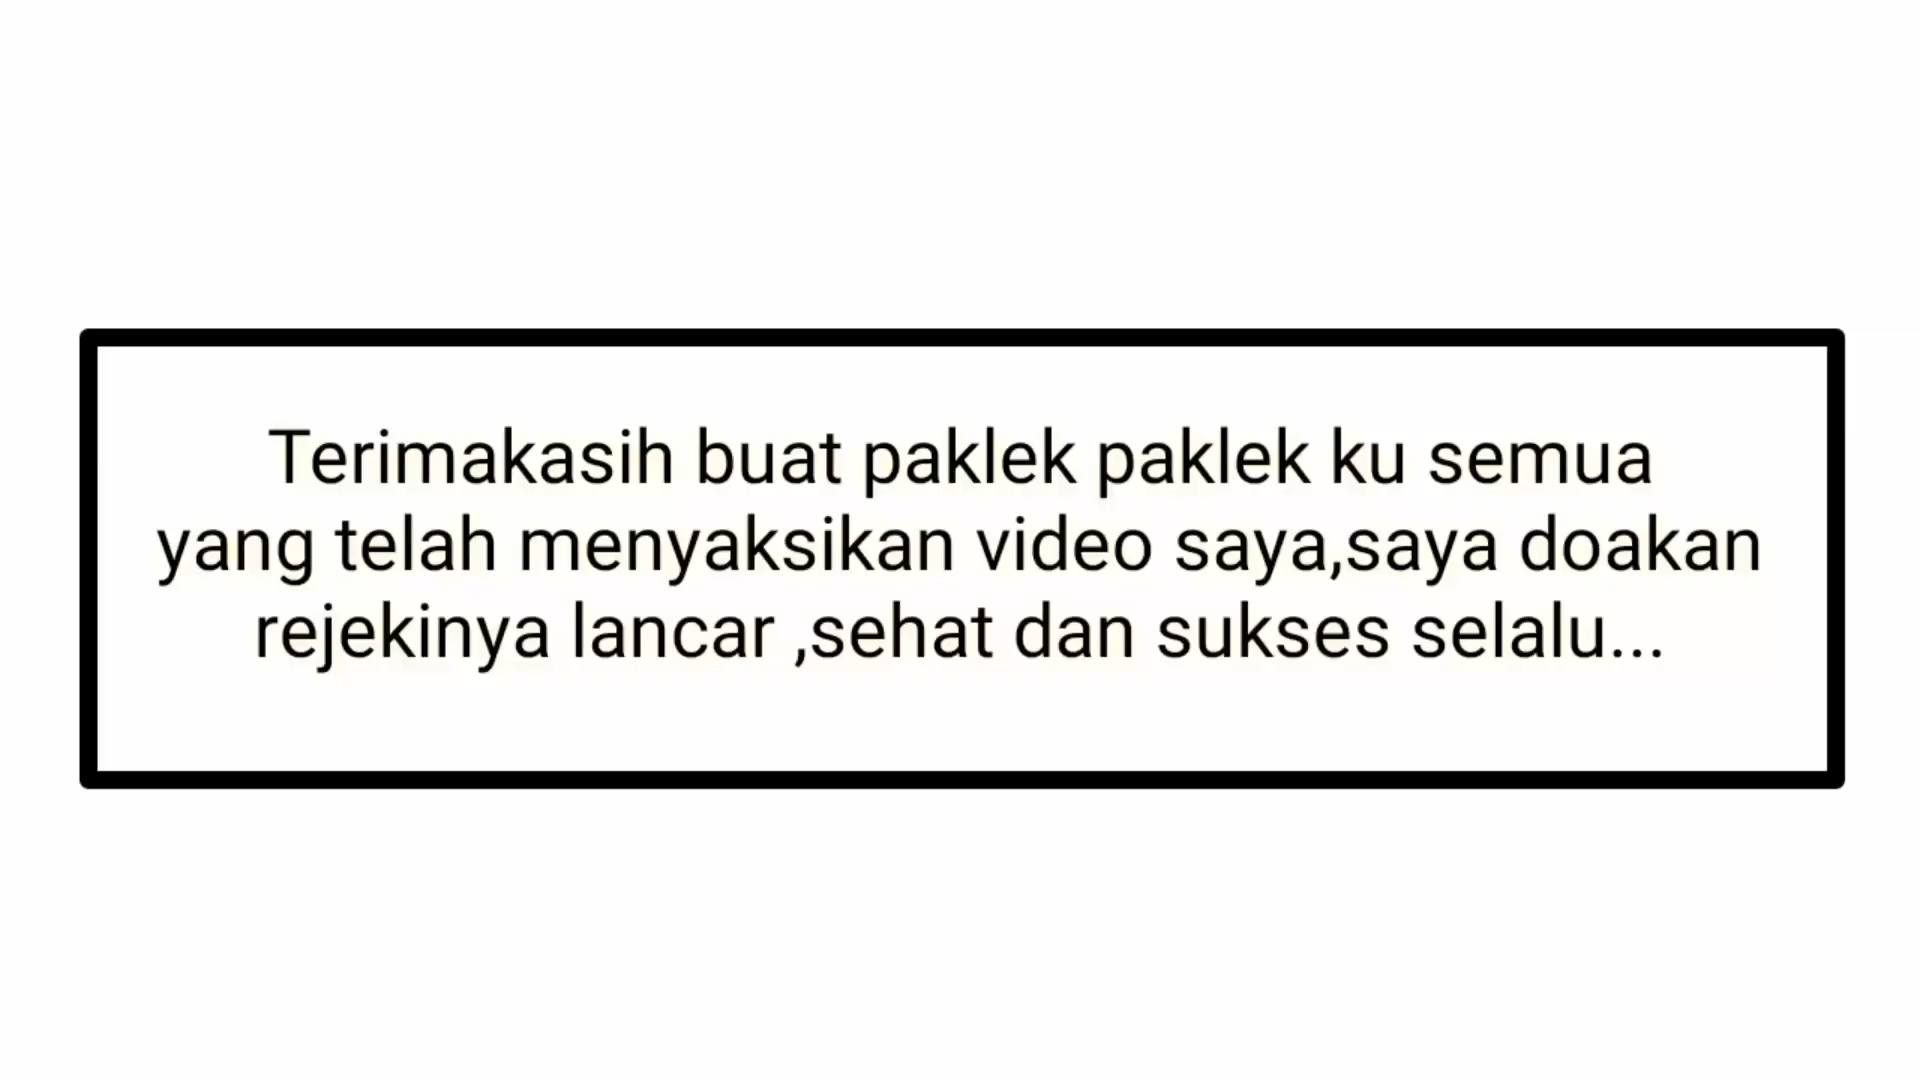 Terimakasih buat paklek paklek ku semua
yang telah menyaksikan video saya,saya doakan
rejekinya lancar ,sehat dan sukses selalu...